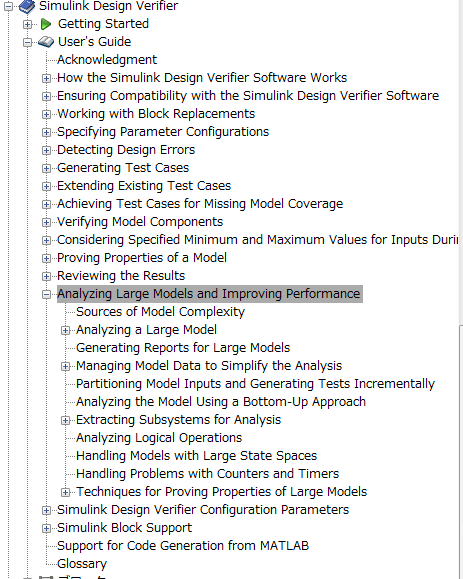 Simulink Design Verifier
Getting Started
User's Guide
Acknowledgment
How the Simulink Design Verifier Software Works
Ensuring Compatibility with the Simulink Design Verifier Software
Working with Block Replacements
Specifying Parameter Configurations
Detecting Design Errors
Generating Test Cases
Extending Existing Test Cases
Achieving Test Cases for Missing Model Coverage
Verifying Model Components
Considering Specified Minimum and Maximum Values for Inputs Duri
Proving Properties of a Model
Reviewing the Results
Analyzing Large Models and Improving Performance
Sources of Model Complexity
Analyzing a Large Model
Generating Reports for Large Models
Managing Model Data to Simplify the Analysis
Partitioning Model Inputs and Generating Tests Incrementally
Analyzing the Model Using a Bottom-Up Approach
Extracting Subsystems for Analysis
Analyzing Logical Operations
Handling Models with Large State Spaces
Handling Problems with Counters and Timers
Techniques for Proving Properties of Large Models
Simulink Design Verifier Configuration Parameters
Simulink Block Support
Support for Code Generation from MATLAB
Glossary